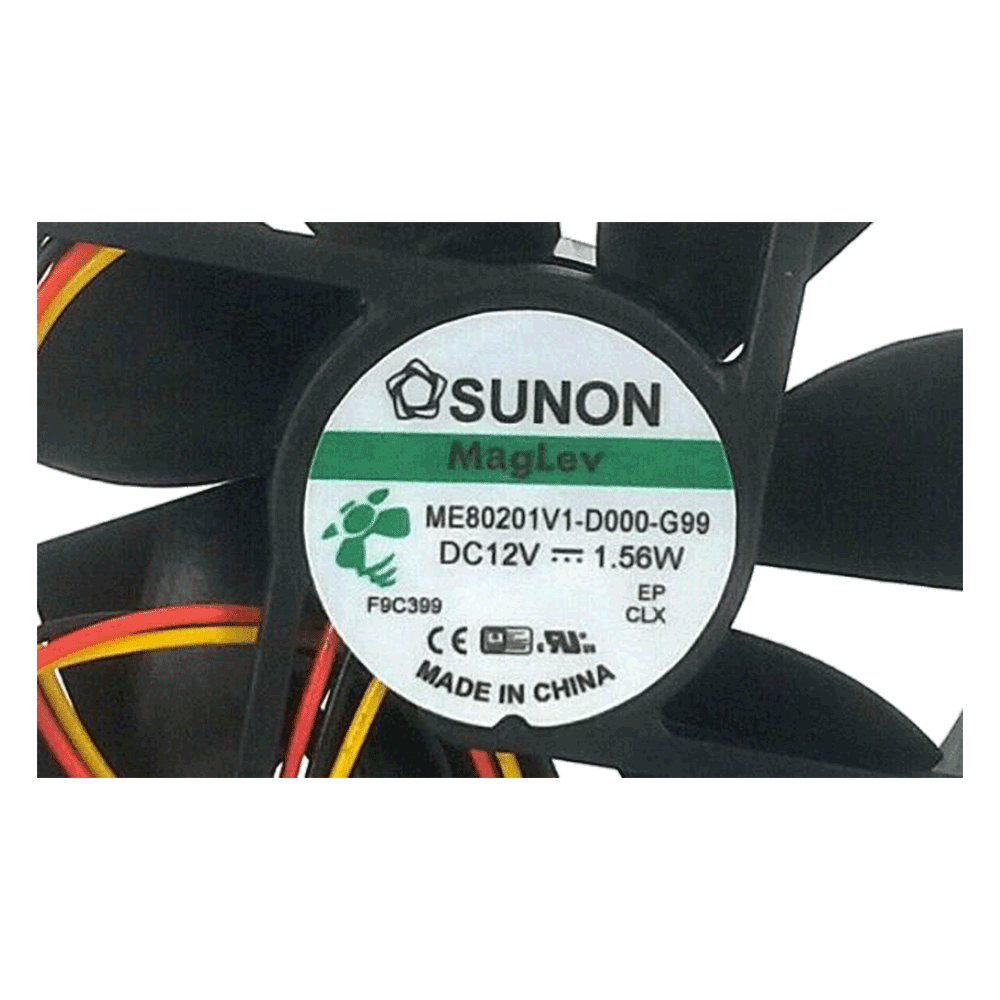 SUNON
MagLev
ME80201V1-D000-G99
DC12V ⎓ 1.56W
EP
F9C399
CLX
CE
MADE IN CHINA